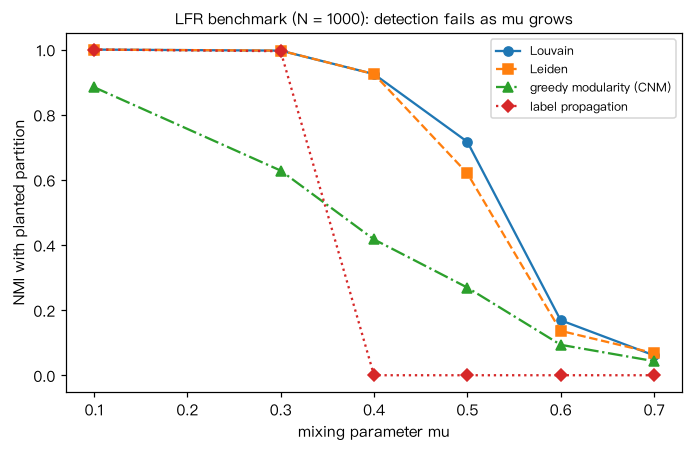 LFR benchmark (N = 1000): detection fails as mu grows
Louvain
Leiden
greedy modularity (CNM)
label propagation
NMI with planted partition
1.0
0.8
0.6
0.4
0.2
0.0
0.1
0.2
0.3
0.4
0.5
0.6
0.7
mixing parameter mu